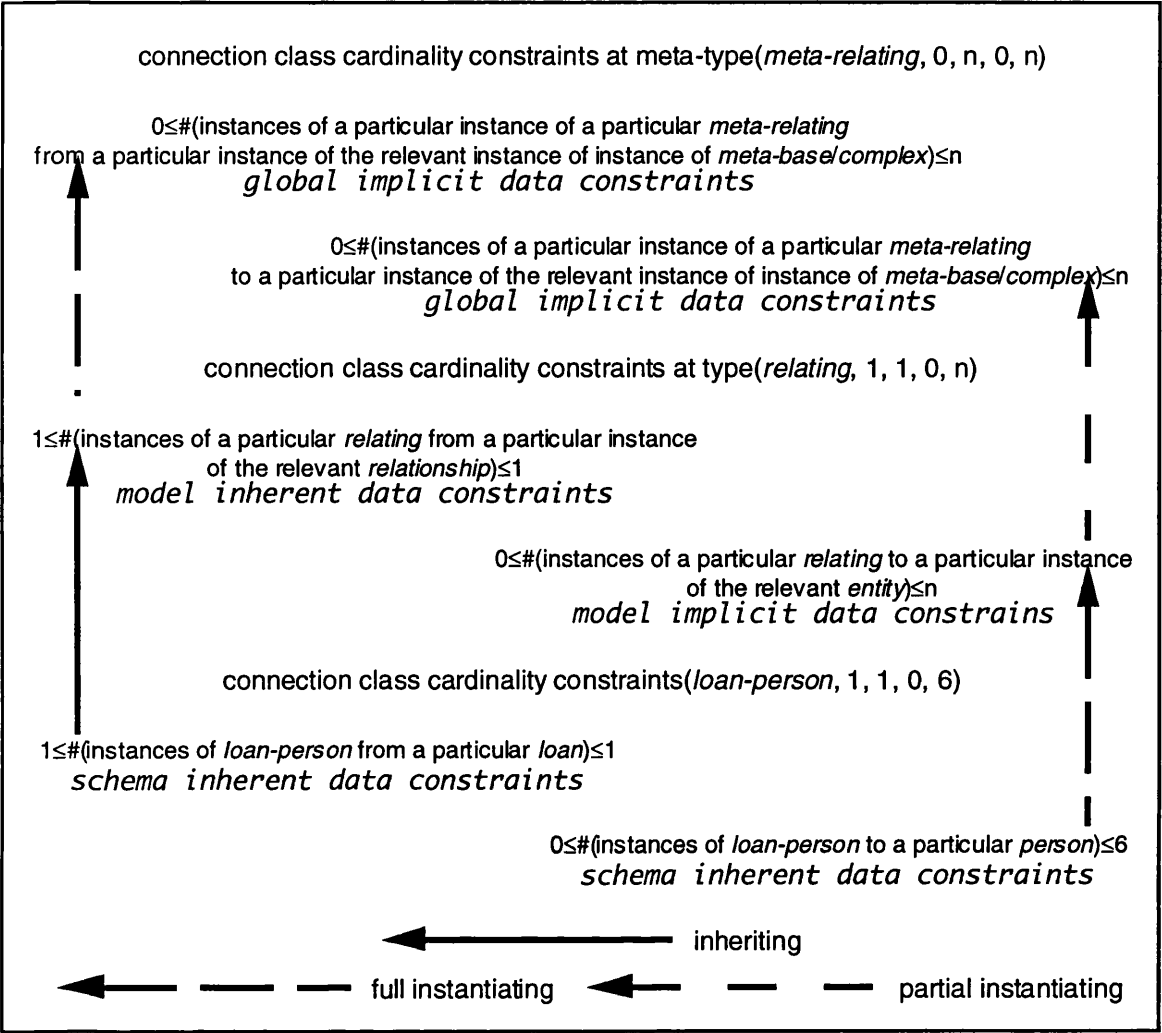 connection class cardinality constraints at meta-type(meta-relating, 0, n, 0, n)
0≤#(instances of a particular instance of a particular meta-relating
from a particular instance of the relevant instance of instance of meta-base/complex)≤n
global implicit data constraints
0≤#(instances of a particular instance of a particular meta-relating
to a particular instance of the relevant instance of instance of meta-base/complex)≤n
global implicit data constraints
connection class cardinality constraints at type(relating, 1, 1, 0, n)
1≤#(instances of a particular relating from a particular instance
of the relevant relationship)≤1
model inherent data constraints
0≤#(instances of a particular relating to a particular instance
of the relevant entity)≤n
model implicit data constrains
connection class cardinality constraints(loan-person, 1, 1, 0, 6)
1≤#(instances of loan-person from a particular loan)≤1
schema inherent data constraints
0≤#(instances of loan-person to a particular person)≤6
schema inherent data constraints
inheriting
full instantiating
partial instantiating